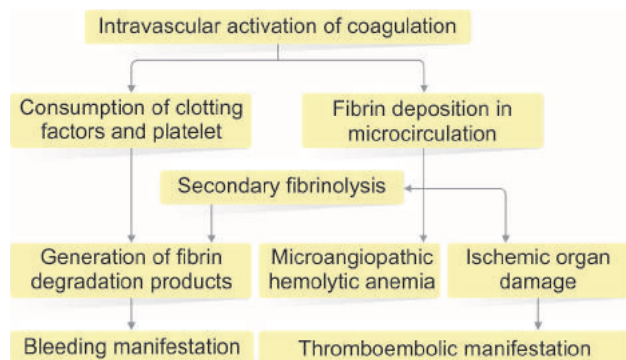 Intravascular activation of coagulation
Consumption of clotting
factors and platelet
Fibrin deposition in
microcirculation
Secondary fibrinolysis
Generation of fibrin
degradation products
Microangiopathic
hemolytic anemia
Ischemic organ
damage
Bleeding manifestation
Thromboembolic manifestation